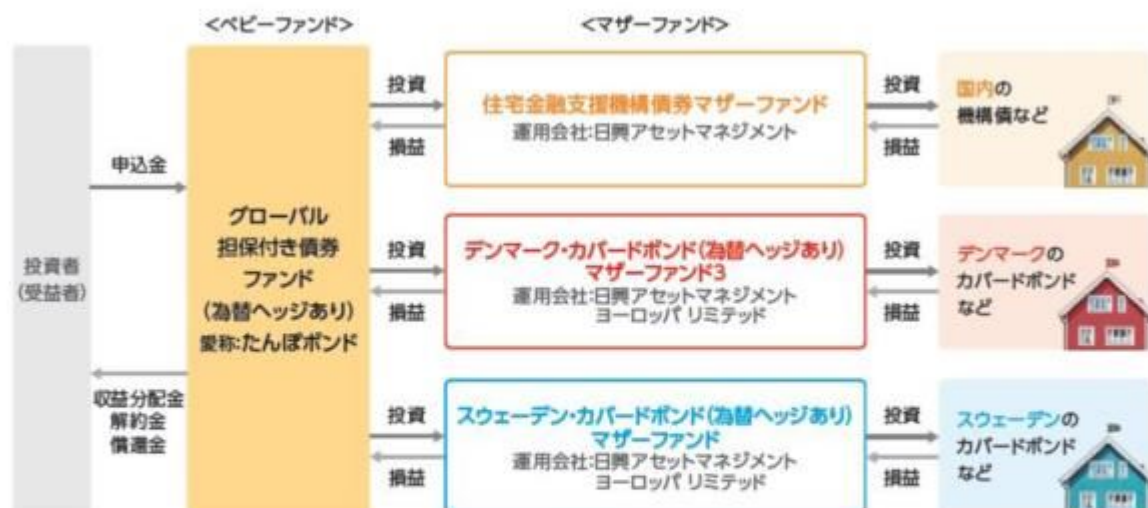 <ベビーファンド>
<マザーファンド>
投資者
(受益者)
申込金
収益分配金
解約金
償還金
グローバル
担保付き債券
ファンド
(為替ヘッジあり)
愛称:たんぽボンド
投資
損益
住宅金融支援機構債券マザーファンド
運用会社:日興アセットマネジメント
投資
損益
国内の
機構債など
投資
損益
デンマーク・カバードボンド(為替ヘッジあり)
マザーファンド3
運用会社:日興アセットマネジメント
ヨーロッパ リミテッド
投資
損益
デンマークの
カバードボンド
など
投資
損益
スウェーデン・カバードボンド(為替ヘッジあり)
マザーファンド
運用会社:日興アセットマネジメント
ヨーロッパ リミテッド
投資
損益
スウェーデンの
カバードボンド
など